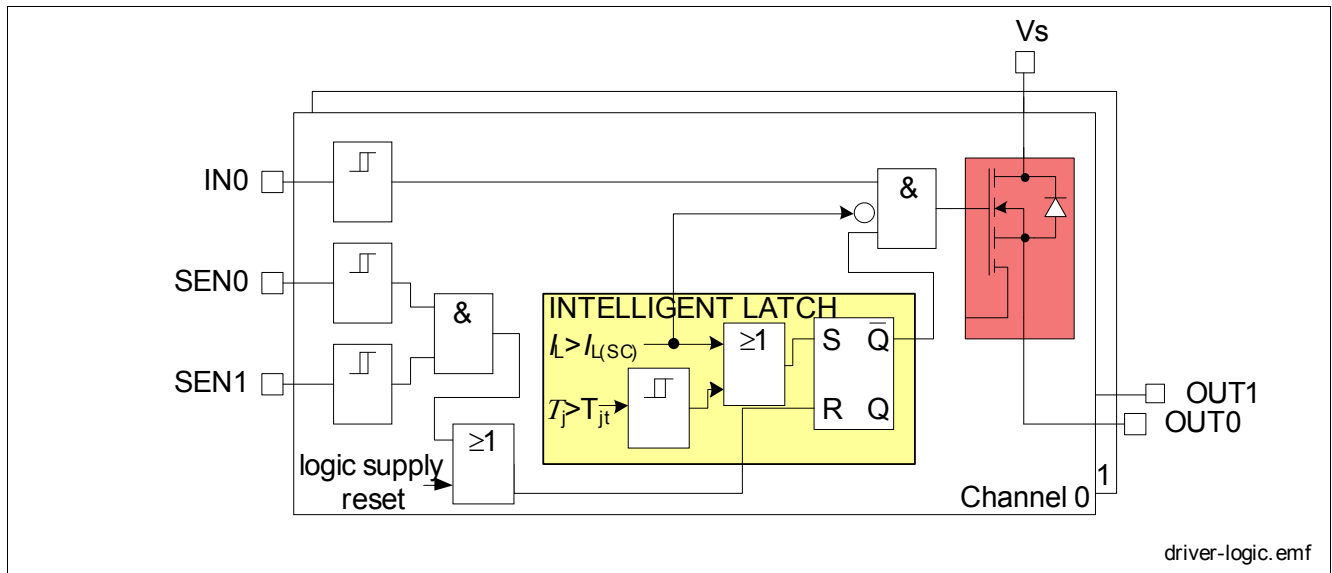 Vs
IN0
&
SEN0
&
INTELLIGENT LATCH
IL>IL(SC)
≥1
S Q̅
SEN1
Tj>Tjt
R Q
OUT1
OUT0
≥1
logic supply
reset
1
Channel 0
driver-logic.emf